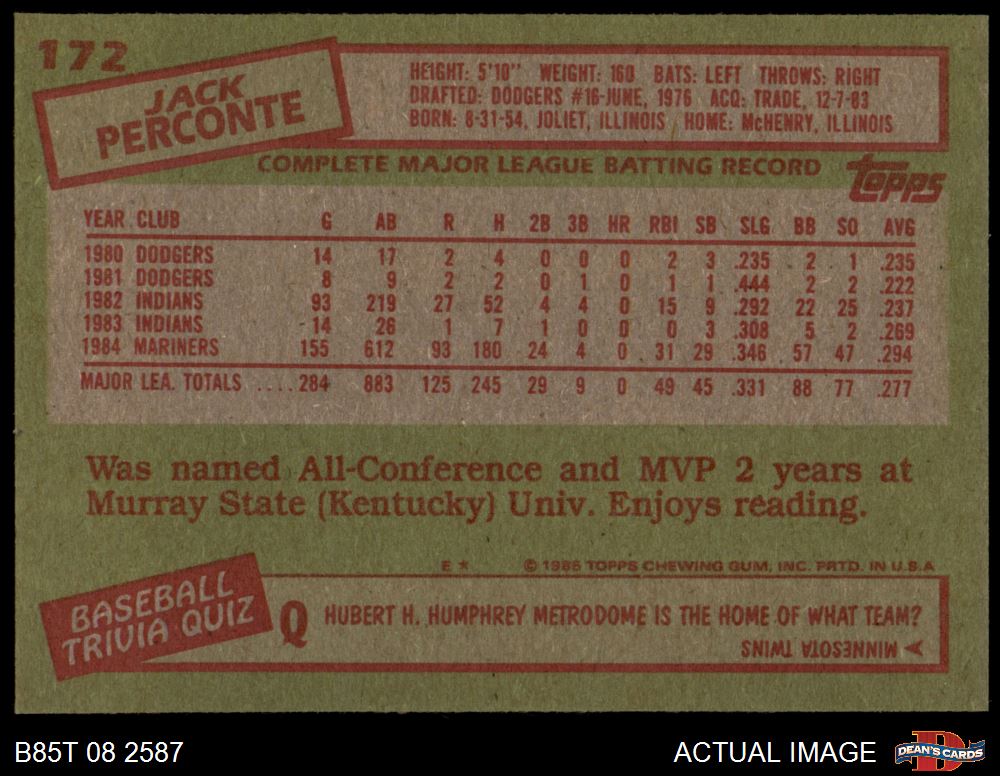 172
JACK
PERCONTE
HEIGHT: 5'10" WEIGHT: 160 BATS: LEFT THROWS: RIGHT
DRAFTED: DODGERS #16-JUNE, 1976 ACQ: TRADE, 12-7-83
BORN: 8-31-54, JOLIET, ILLINOIS HOME: McHENRY, ILLINOIS
COMPLETE MAJOR LEAGUE BATTING RECORD
Topps
YEAR CLUB G AB R H 2B 3B HR RBI SB SLG BB SO AVG
1980 DODGERS 14 17 2 4 0 0 0 2 3 .235 2 1 .235
1981 DODGERS 8 9 2 2 0 1 0 1 1 .444 2 2 .222
1982 INDIANS 93 219 27 52 4 4 0 15 9 .292 22 25 .237
1983 INDIANS 14 26 1 7 1 0 0 0 3 .308 5 2 .269
1984 MARINERS 155 612 93 180 24 4 0 31 29 .346 57 47 .294
MAJOR LEA. TOTALS .... 284 883 125 245 29 9 0 49 45 .331 88 77 .277
Was named All-Conference and MVP 2 years at
Murray State (Kentucky) Univ. Enjoys reading.
E * © 1985 TOPPS CHEWING GUM, INC. PRTD. IN U.S.A
BASEBALL
TRIVIA QUIZ
Q HUBERT H. HUMPHREY METRODOME IS THE HOME OF WHAT TEAM?
MINNESOTA TWINS
B85T 08 2587
ACTUAL IMAGE
D
DEAN'S CARDS